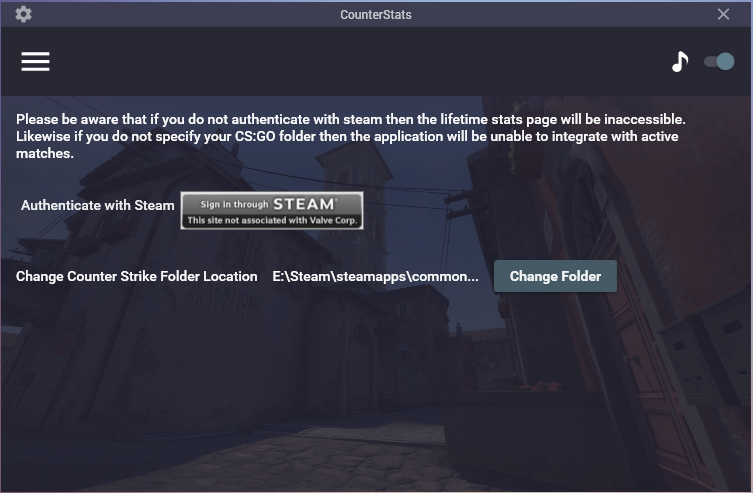 CounterStats
Please be aware that if you do not authenticate with steam then the lifetime stats page will be inaccessible.
Likewise if you do not specify your CS:GO folder then the application will be unable to integrate with active
matches.
Authenticate with Steam
Sign in through STEAM®
This site not associated with Valve Corp.
Change Counter Strike Folder Location E:\Steam\steamapps\common... Change Folder